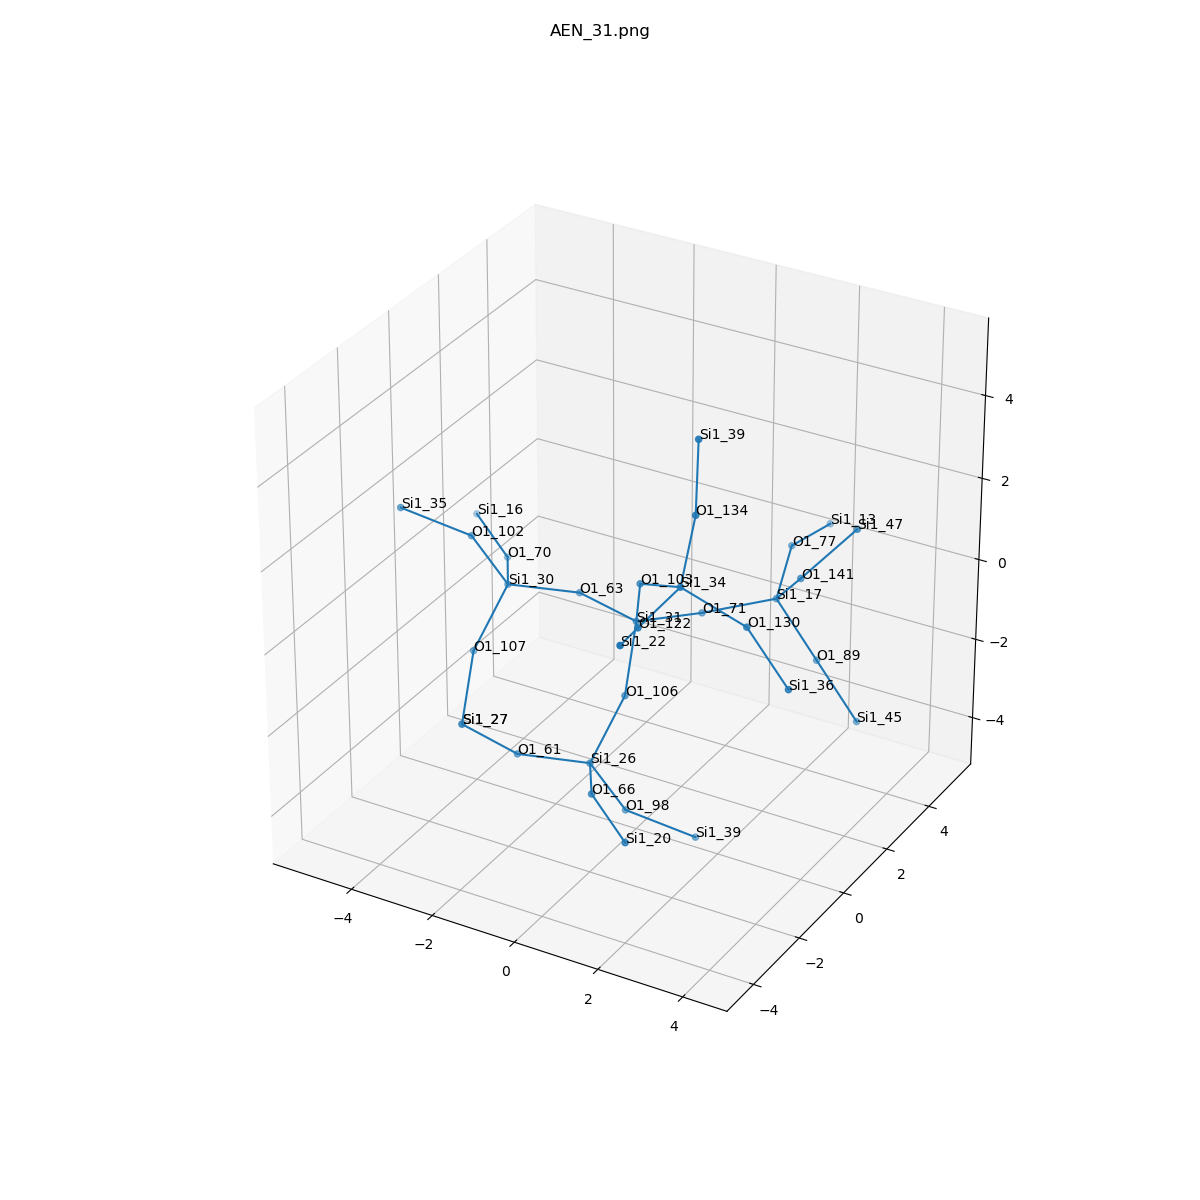 AEN_31.png
4
Si1_39
2
Si1_35
Si1_16
O1_134
Si1_13
Si1_47
O1_102
O1_77
O1_70
0
O1_141
Si1_30
O1_103
Si1_34
O1_63
Si1_17
O1_71
Si1_31
O1_122
O1_130
Si1_22
−2
O1_107
O1_89
Si1_36
O1_106
Si1_27
Si1_45
−4
O1_61
Si1_26
O1_66
O1_98
Si1_39
Si1_20
4
2
0
−2
−4
−4
−2
0
2
4